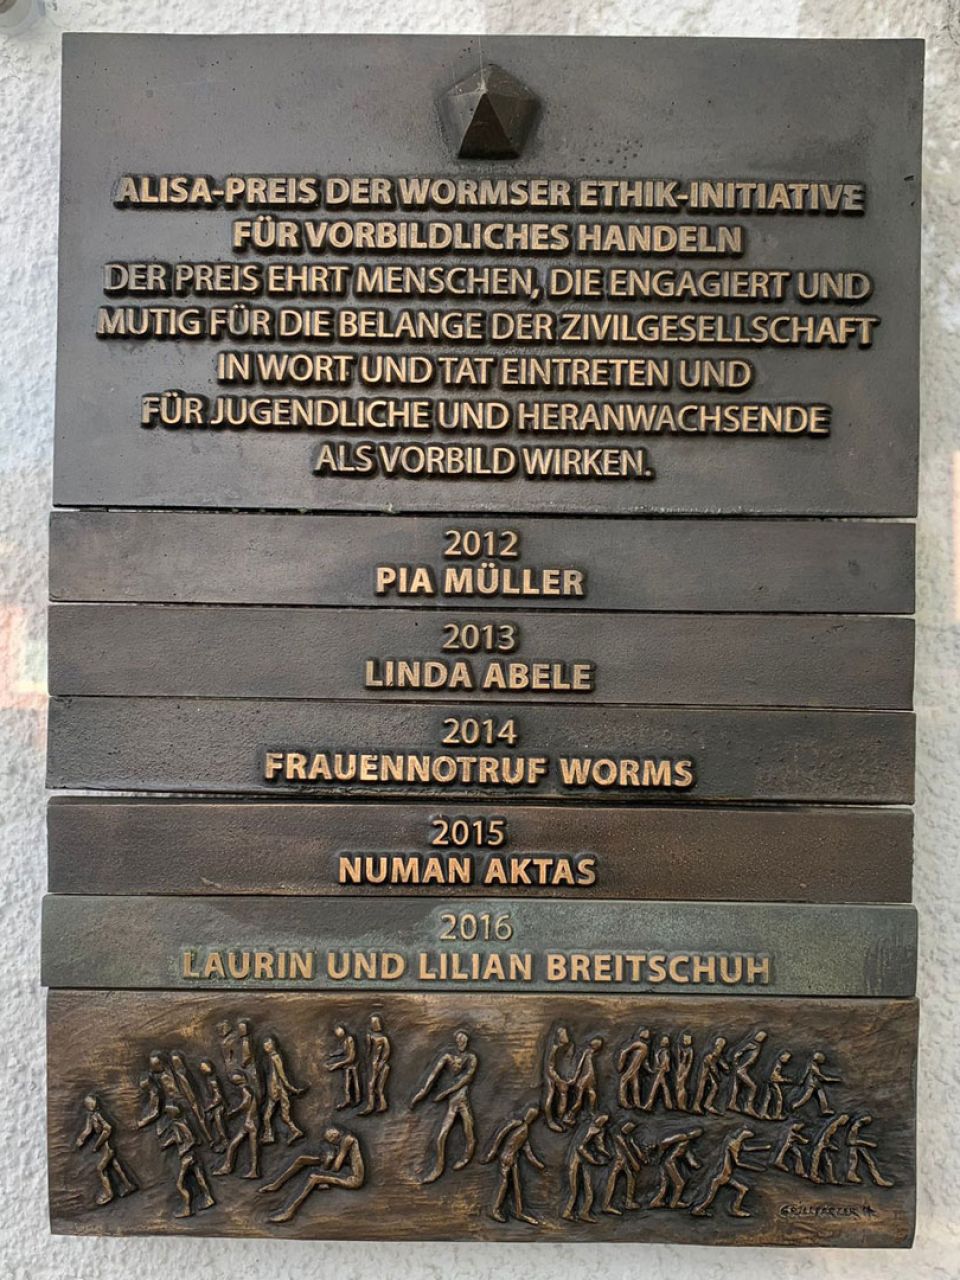 ALISA-PREIS DER WORMSER ETHIK-INITIATIVE
FÜR VORBILDLICHES HANDELN
DER PREIS EHRT MENSCHEN, DIE ENGAGIERT UND
MUTIG FÜR DIE BELANGE DER ZIVILGESELLSCHAFT
IN WORT UND TAT EINTRETEN UND
FÜR JUGENDLICHE UND HERANWACHSENDE
ALS VORBILD WIRKEN.
2012
PIA MÜLLER
2013
LINDA ABELE
2014
FRAUENNOTRUF WORMS
2015
NUMAN AKTAS
2016
LAURIN UND LILIAN BREITSCHUH